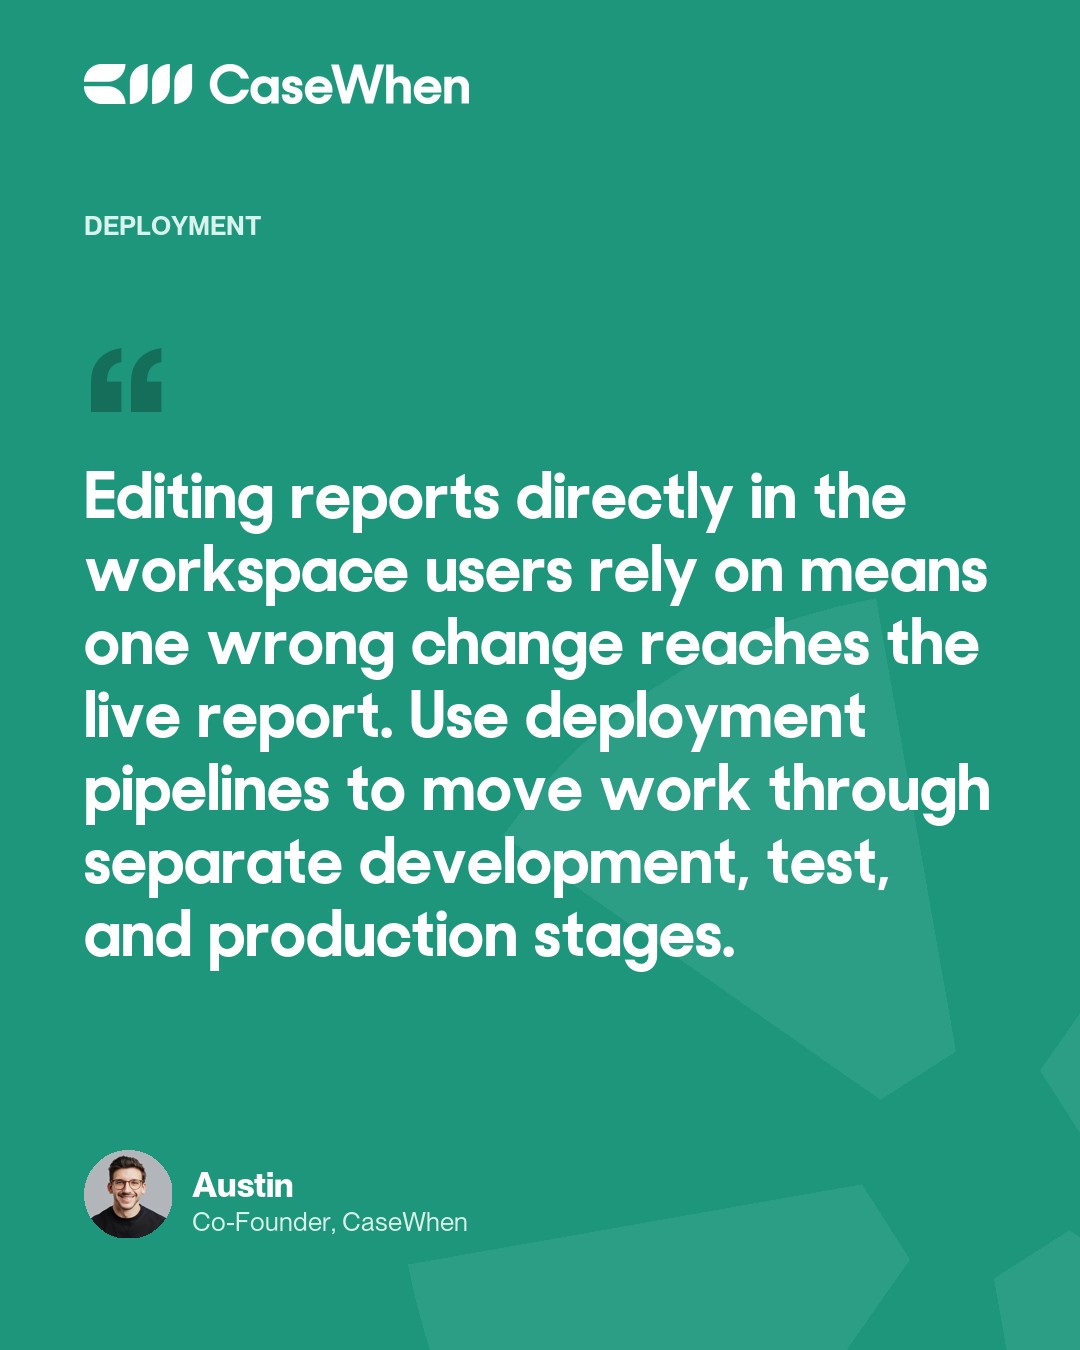 CaseWhen
DEPLOYMENT
“
Editing reports directly in the
workspace users rely on means
one wrong change reaches the
live report. Use deployment
pipelines to move work through
separate development, test,
and production stages.
Austin
Co-Founder, CaseWhen